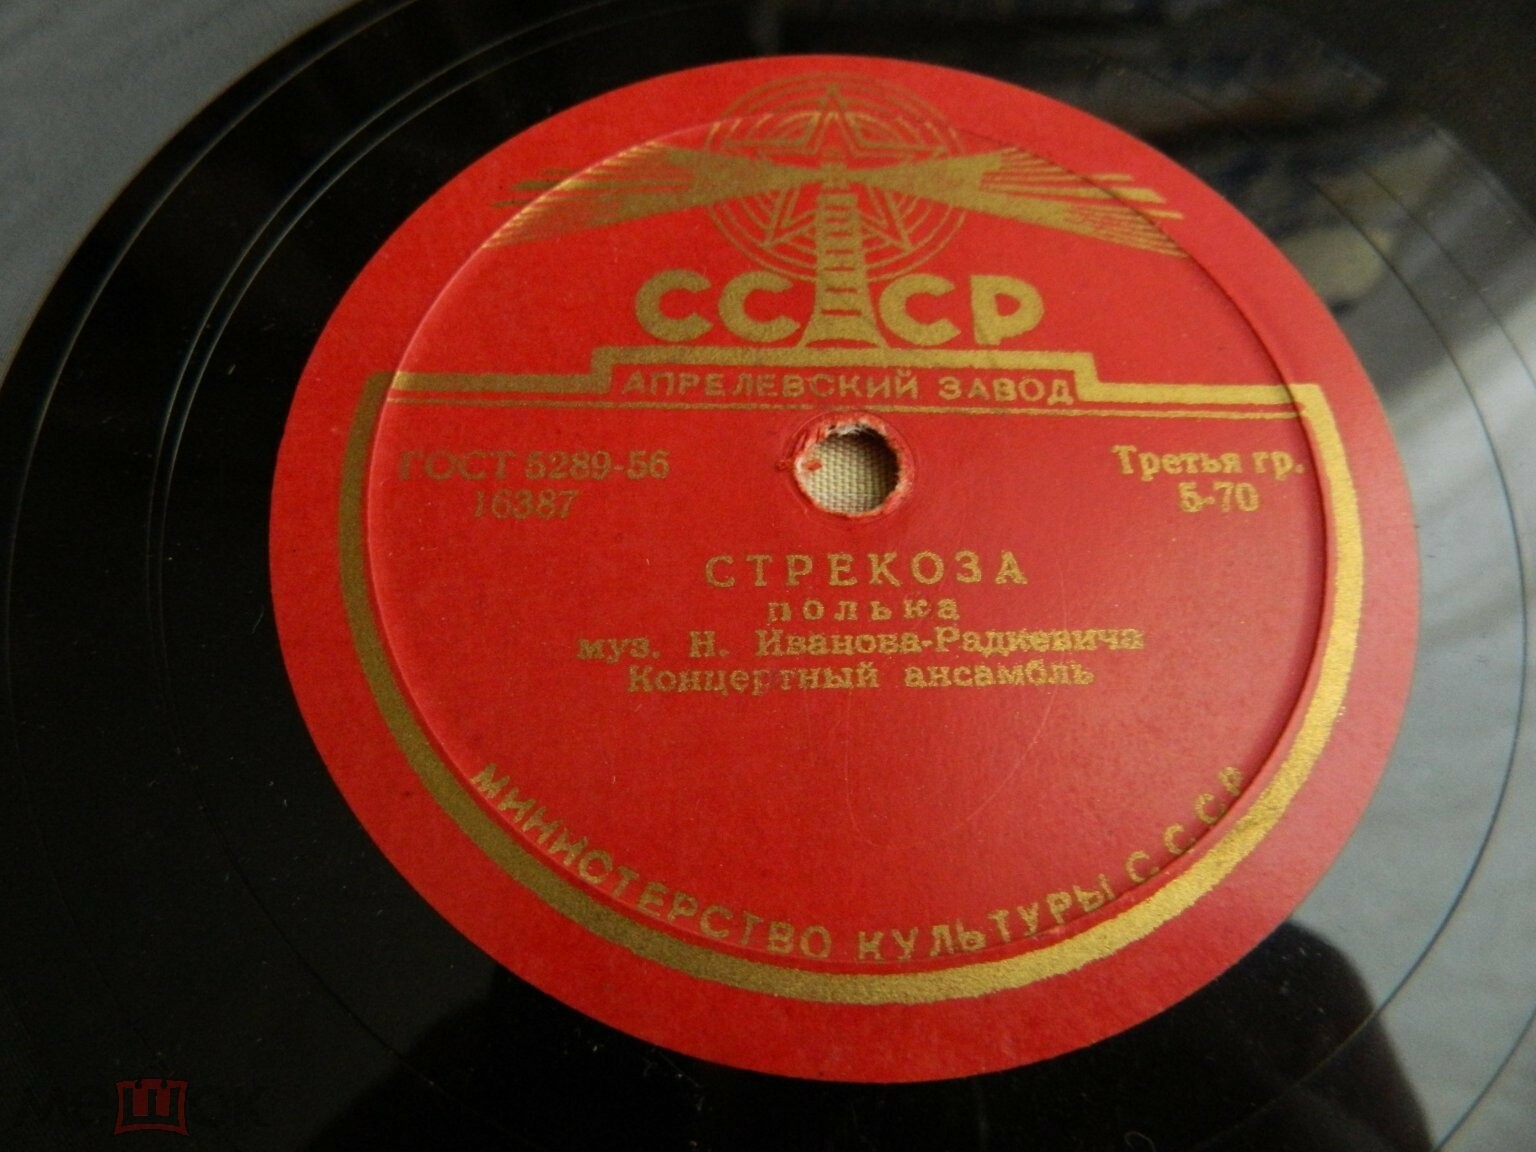 СССР
АПРЕЛЕВСКИЙ ЗАВОД
ГОСТ 5289-56
16387
Третья гр.
5-70
СТРЕКОЗА
полька
муз. Н. Иванова-Радкевича
Концертный ансамбль
МИНИСТЕРСТВО КУЛЬТУРЫ С.С.С.Р.
мешок